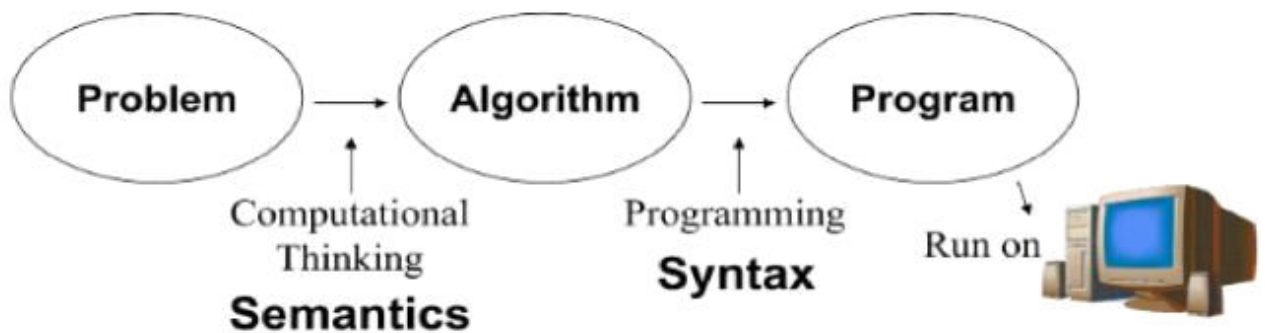 Problem
Algorithm
Program
Computational
Thinking
Semantics
Programming
Syntax
Run on